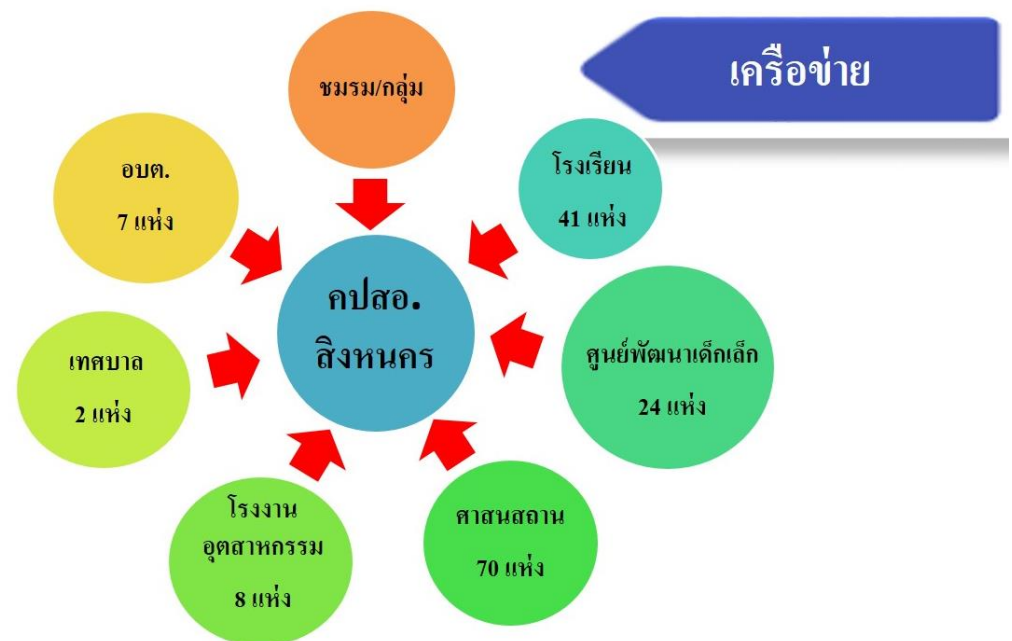 เครือข่าย
ชมรม/กลุ่ม
โรงเรียน
41 แห่ง
ศูนย์พัฒนาเด็กเล็ก
24 แห่ง
ศาสนสถาน
70 แห่ง
โรงงาน
อุตสาหกรรม
8 แห่ง
เทศบาล
2 แห่ง
อบต.
7 แห่ง
คปสอ.
สิงหนคร